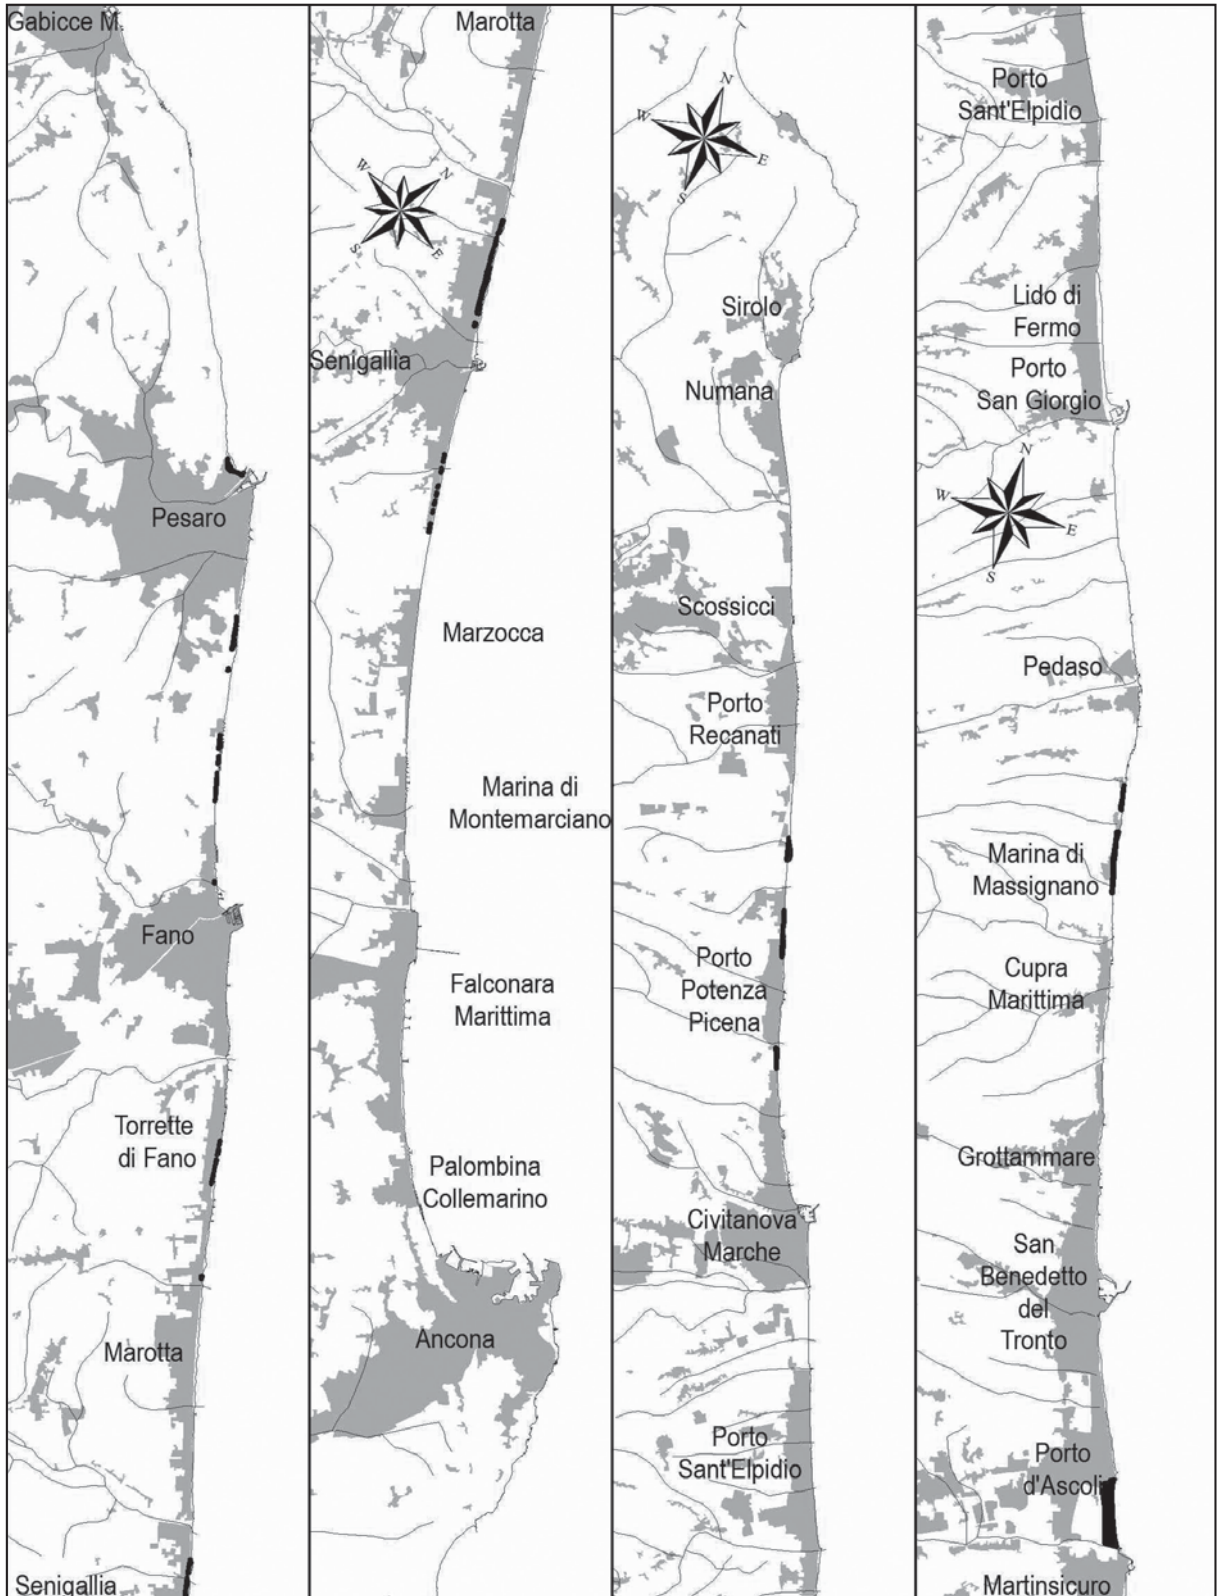 Gabicce M.
Pesaro
Fano
Torrette
di Fano
Marotta
Senigallia
Marotta
W
N
S
E
Senigallia
Marzocca
Marina di
Montemarciano
Falconara
Marittima
Palombina
Collemarino
Ancona
N
W
E
S
Sirolo
Numana
Scossicci
Porto
Recanati
Porto
Potenza
Picena
Civitanova
Marche
Porto
Sant'Elpidio
Porto
Sant'Elpidio
Lido di
Fermo
Porto
San Giorgio
N
W
E
S
Pedaso
Marina di
Massignano
Cupra
Marittima
Grottammare
San
Benedetto
del
Tronto
Porto
d'Ascoli
Martinsicuro